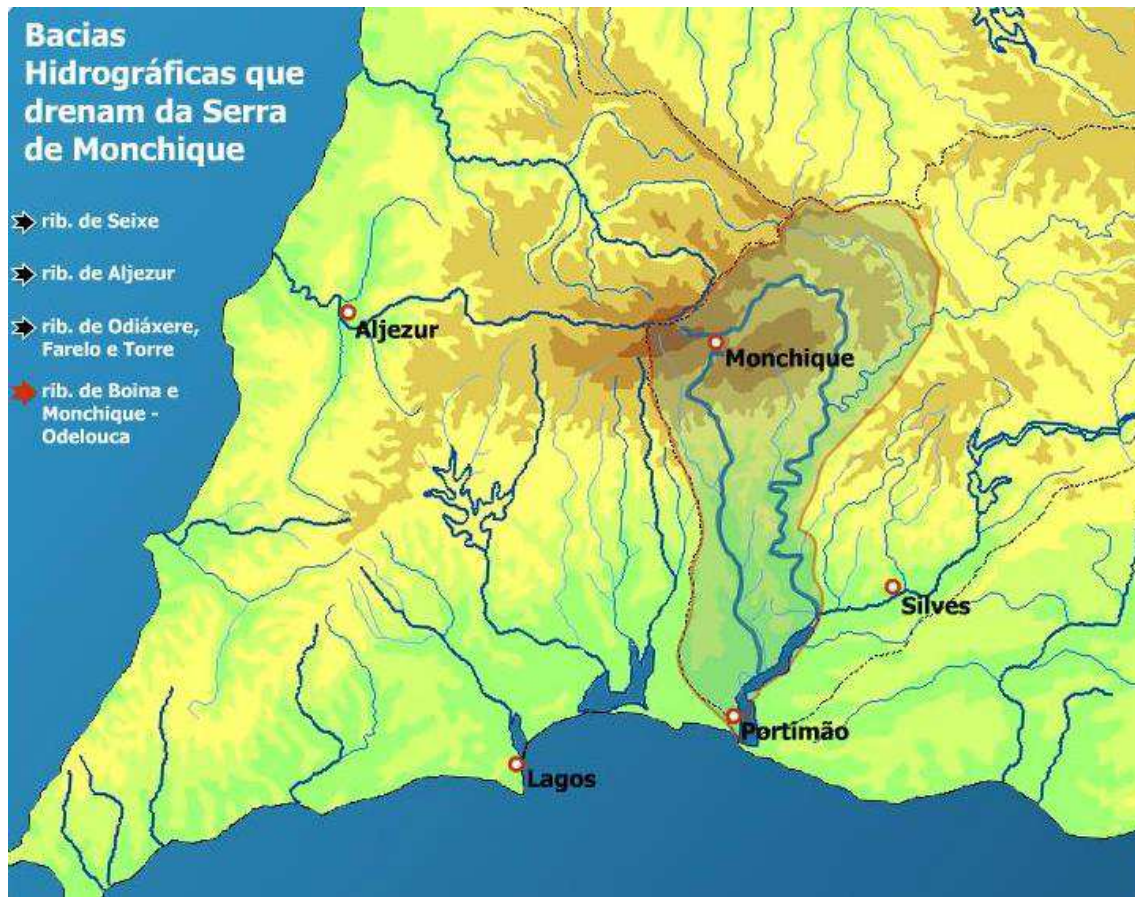 Bacias
Hidrográficas que
drenam da Serra
de Monchique
rib. de Seixe
rib. de Aljezur
rib. de Odiáxere,
Farelo e Torre
rib. de Boina e
Monchique -
Odelouca
Aljezur
Monchique
Silves
Portimão
Lagos